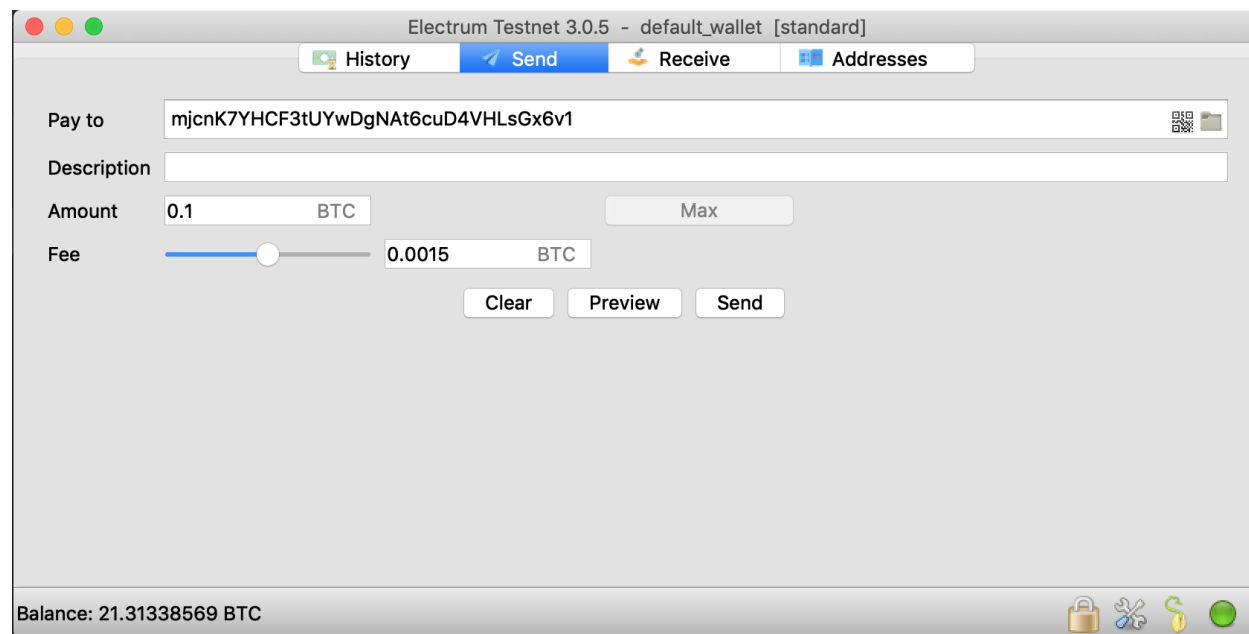 Electrum Testnet 3.0.5 - default_wallet [standard]
History Send Receive Addresses
Pay to mjcnK7YHCF3tUYwDgNAt6cuD4VHLsGx6v1
Description
Amount 0.1 BTC Max
Fee 0.0015 BTC
Clear Preview Send
Balance: 21.31338569 BTC